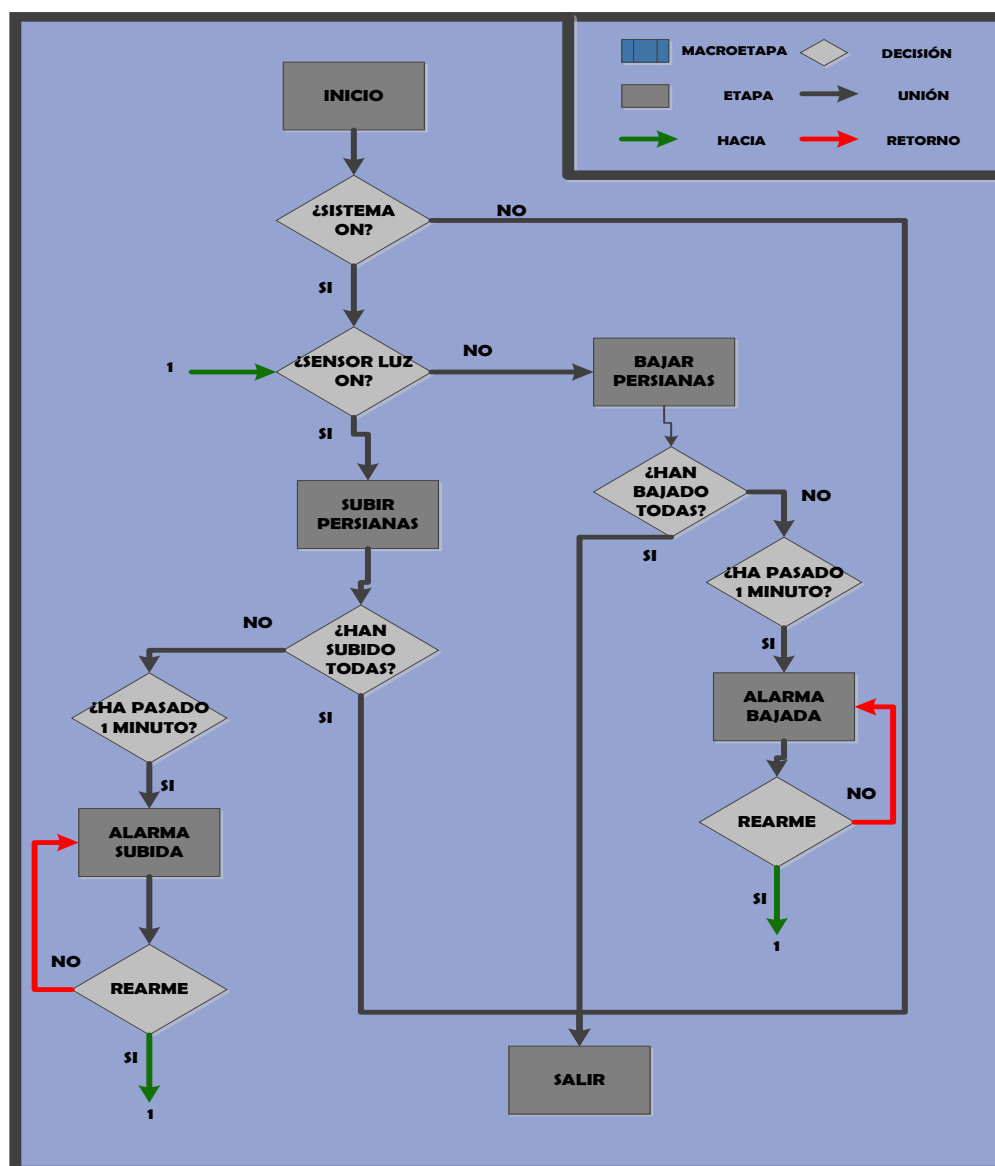 MACROETAPA
DECISIÓN
ETAPA
UNIÓN
HACIA
RETORNO
INICIO
¿SISTEMA
ON?
NO
SI
1
¿SENSOR LUZ
ON?
NO
BAJAR
PERSIANAS
SI
SUBIR
PERSIANAS
¿HAN
BAJADO
TODAS?
NO
SI
¿HA PASADO
1 MINUTO?
SI
NO
¿HAN
SUBIDO
TODAS?
SI
¿HA PASADO
1 MINUTO?
SI
ALARMA
BAJADA
NO
REARME
SI
1
ALARMA
SUBIDA
NO
REARME
SI
1
SALIR